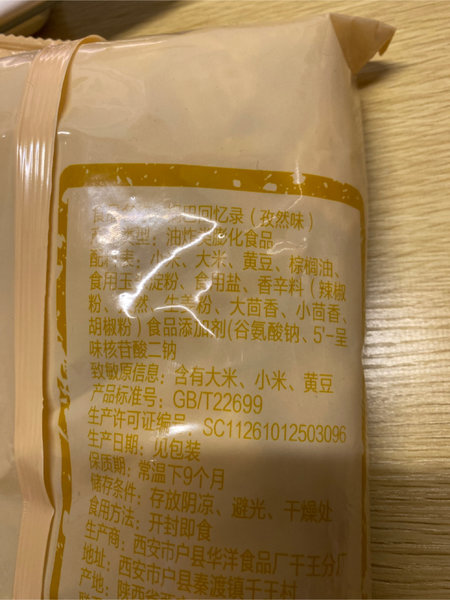 食品 回忆录（孜然味）
类型：油炸 膨化食品
配料表：小 、大米、黄豆、棕榈油、
食用玉 淀粉、食用盐、香辛料（辣椒
粉、 然、生姜粉、大茴香、小茴香、
胡椒粉）食品添加剂(谷氨酸钠、5'-呈
味核苷酸二钠
致敏原信息：含有大米、小米、黄豆
产品标准号：GB/T22699
生产许可证编号：SC11261012503096
生产日期：见包装
保质期：常温下9个月
储存条件：存放阴凉、避光、干燥处
食用方法：开封即食
生产商：西安市户县华洋食品厂干王分厂
地址：西安市户县秦渡镇千王村
产地：陕西省西